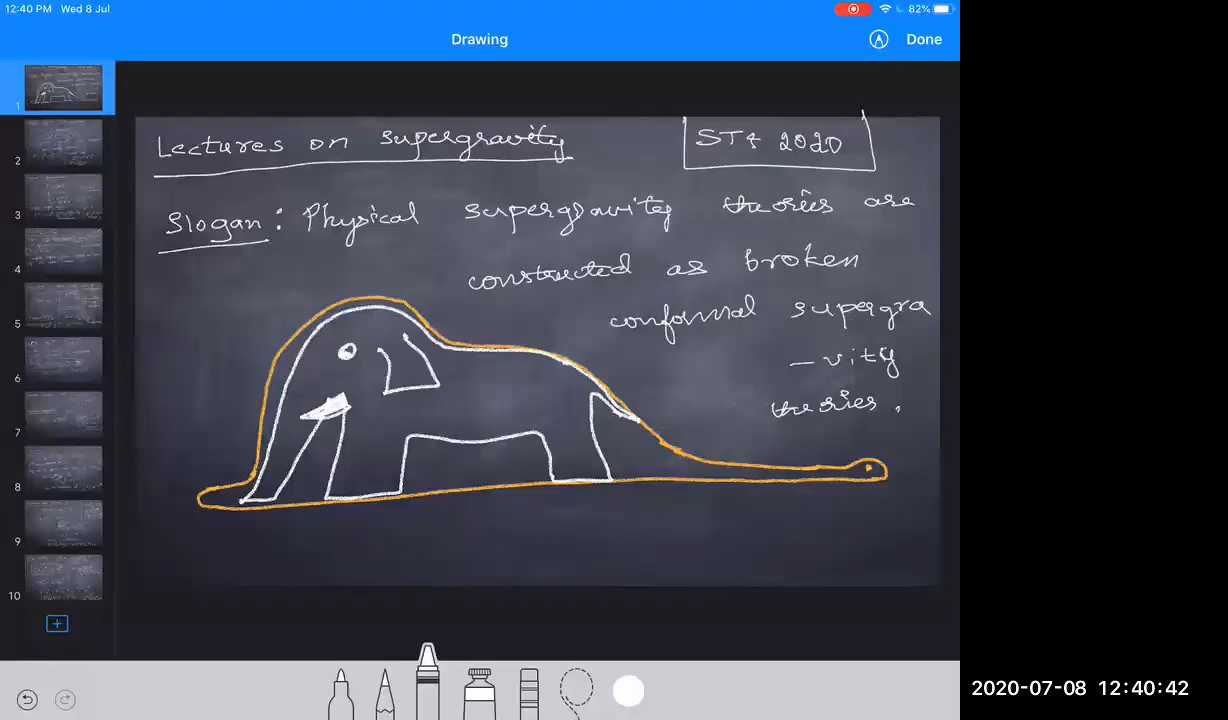 12:40 PM Wed 8 Jul
82%
Drawing
Done
Lectures on supergravity
ST4 2020
Slogan: Physical supergravity theories are
constructed as broken
conformal supergra
-vity
theories.
1
2
3
4
5
6
7
8
9
10
2020-07-08 12:40:42